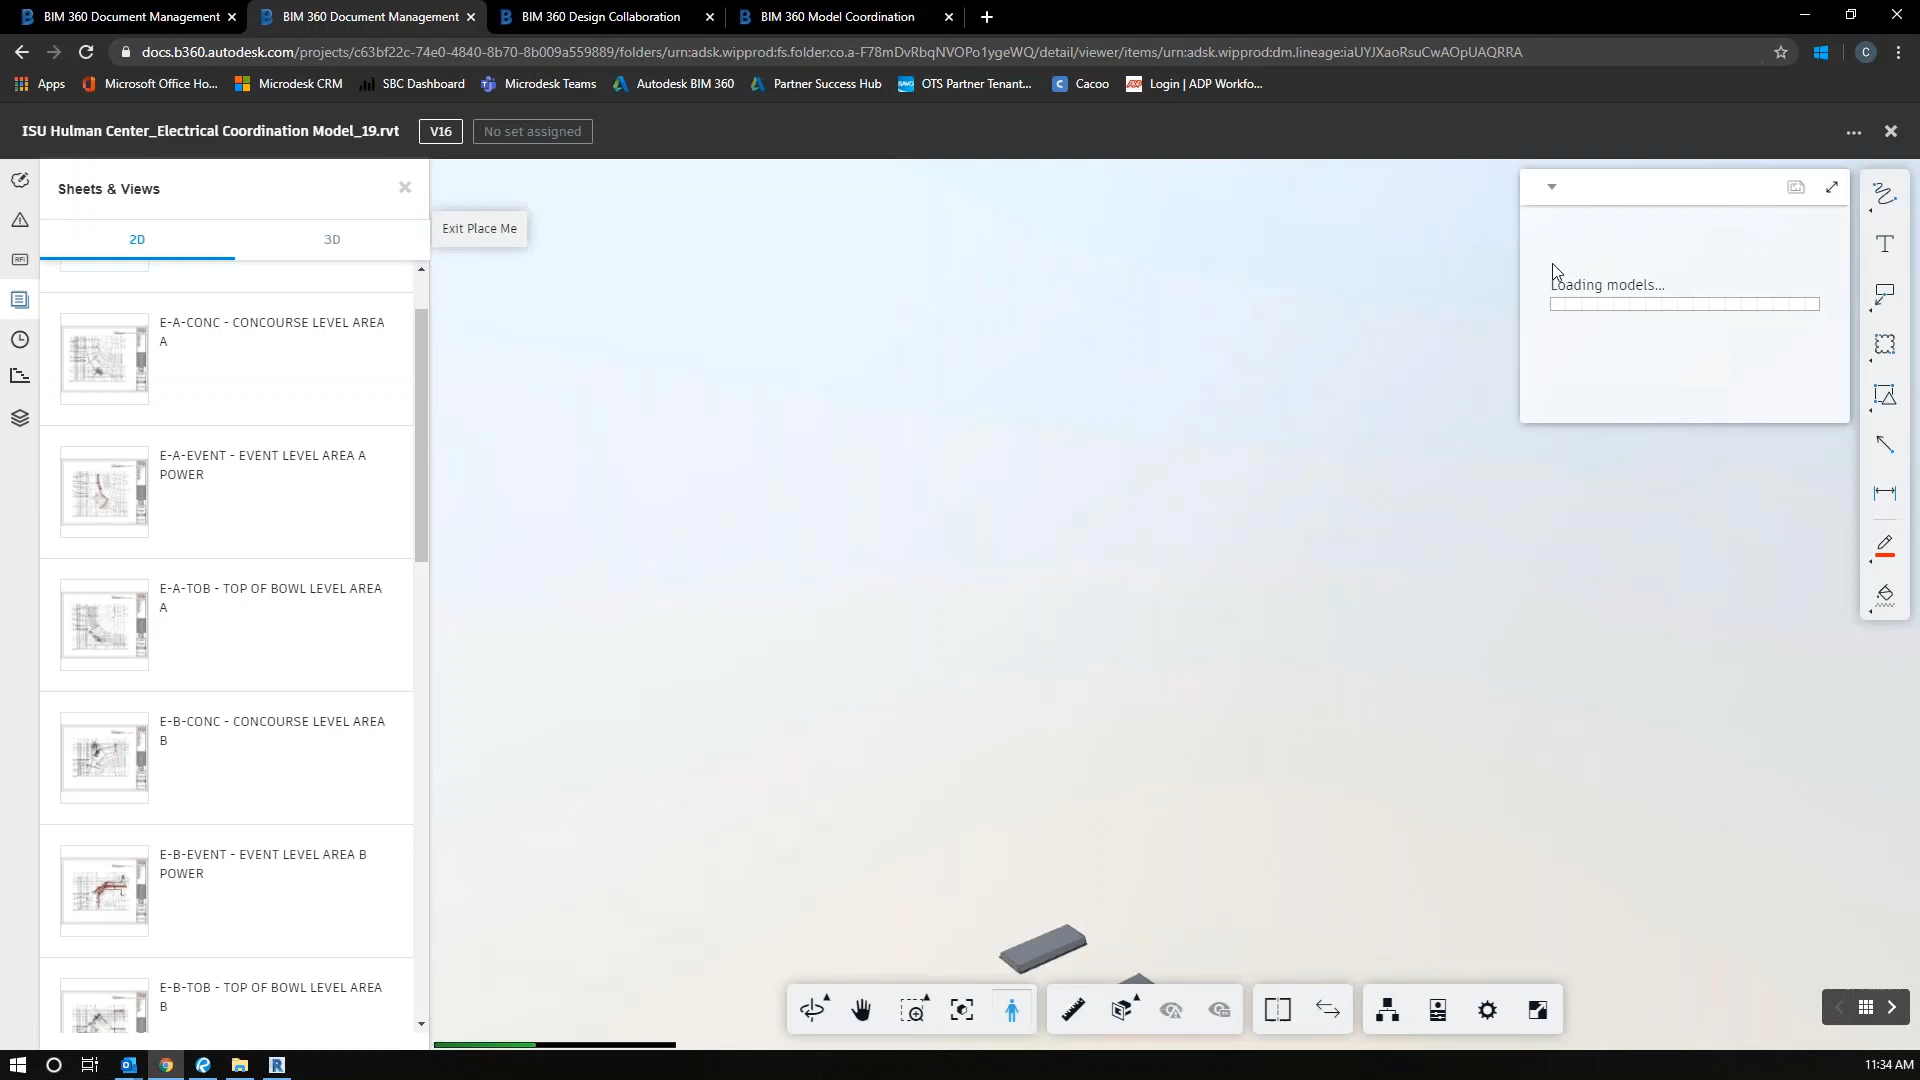 BIM 360 Document Management
BIM 360 Document Management
BIM 360 Design Collaboration
BIM 360 Model Coordination
docs.b360.autodesk.com/projects/c63bf22c-74e0-4840-8b70-8b009a559889/folders/urn:adsk.wipprod:fs.folder:co.a-F78mDvRbqNVOPo1ygeWQ/detail/viewer/items/urn:adsk.wipprod:dm.lineage:iaUYJXaoRsuCwAOpUAQRRA
C
Apps
Microsoft Office Ho...
Microdesk CRM
SBC Dashboard
Microdesk Teams
Autodesk BIM 360
Partner Success Hub
OTS Partner Tenant...
Cacoo
Login | ADP Workfo...
ISU Hulman Center_Electrical Coordination Model_19.rvt
V16
No set assigned
Sheets & Views
2D
3D
Exit Place Me
Loading models...
RFI
E-A-CONC - CONCOURSE LEVEL AREA
A
E-A-EVENT - EVENT LEVEL AREA A
POWER
E-A-TOB - TOP OF BOWL LEVEL AREA
A
E-B-CONC - CONCOURSE LEVEL AREA
B
E-B-EVENT - EVENT LEVEL AREA B
POWER
E-B-TOB - TOP OF BOWL LEVEL AREA
B
11:34 AM